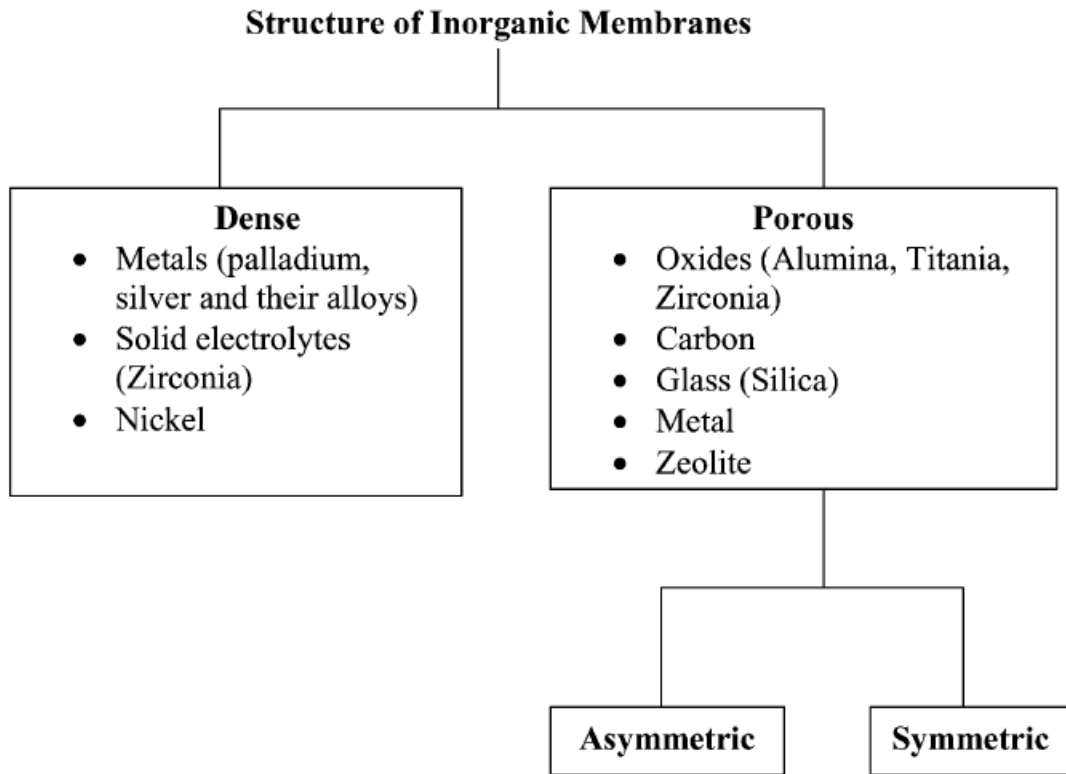 Structure of Inorganic Membranes
Dense
• Metals (palladium,
silver and their alloys)
• Solid electrolytes
(Zirconia)
• Nickel
Porous
• Oxides (Alumina, Titania,
Zirconia)
• Carbon
• Glass (Silica)
• Metal
• Zeolite
Asymmetric
Symmetric